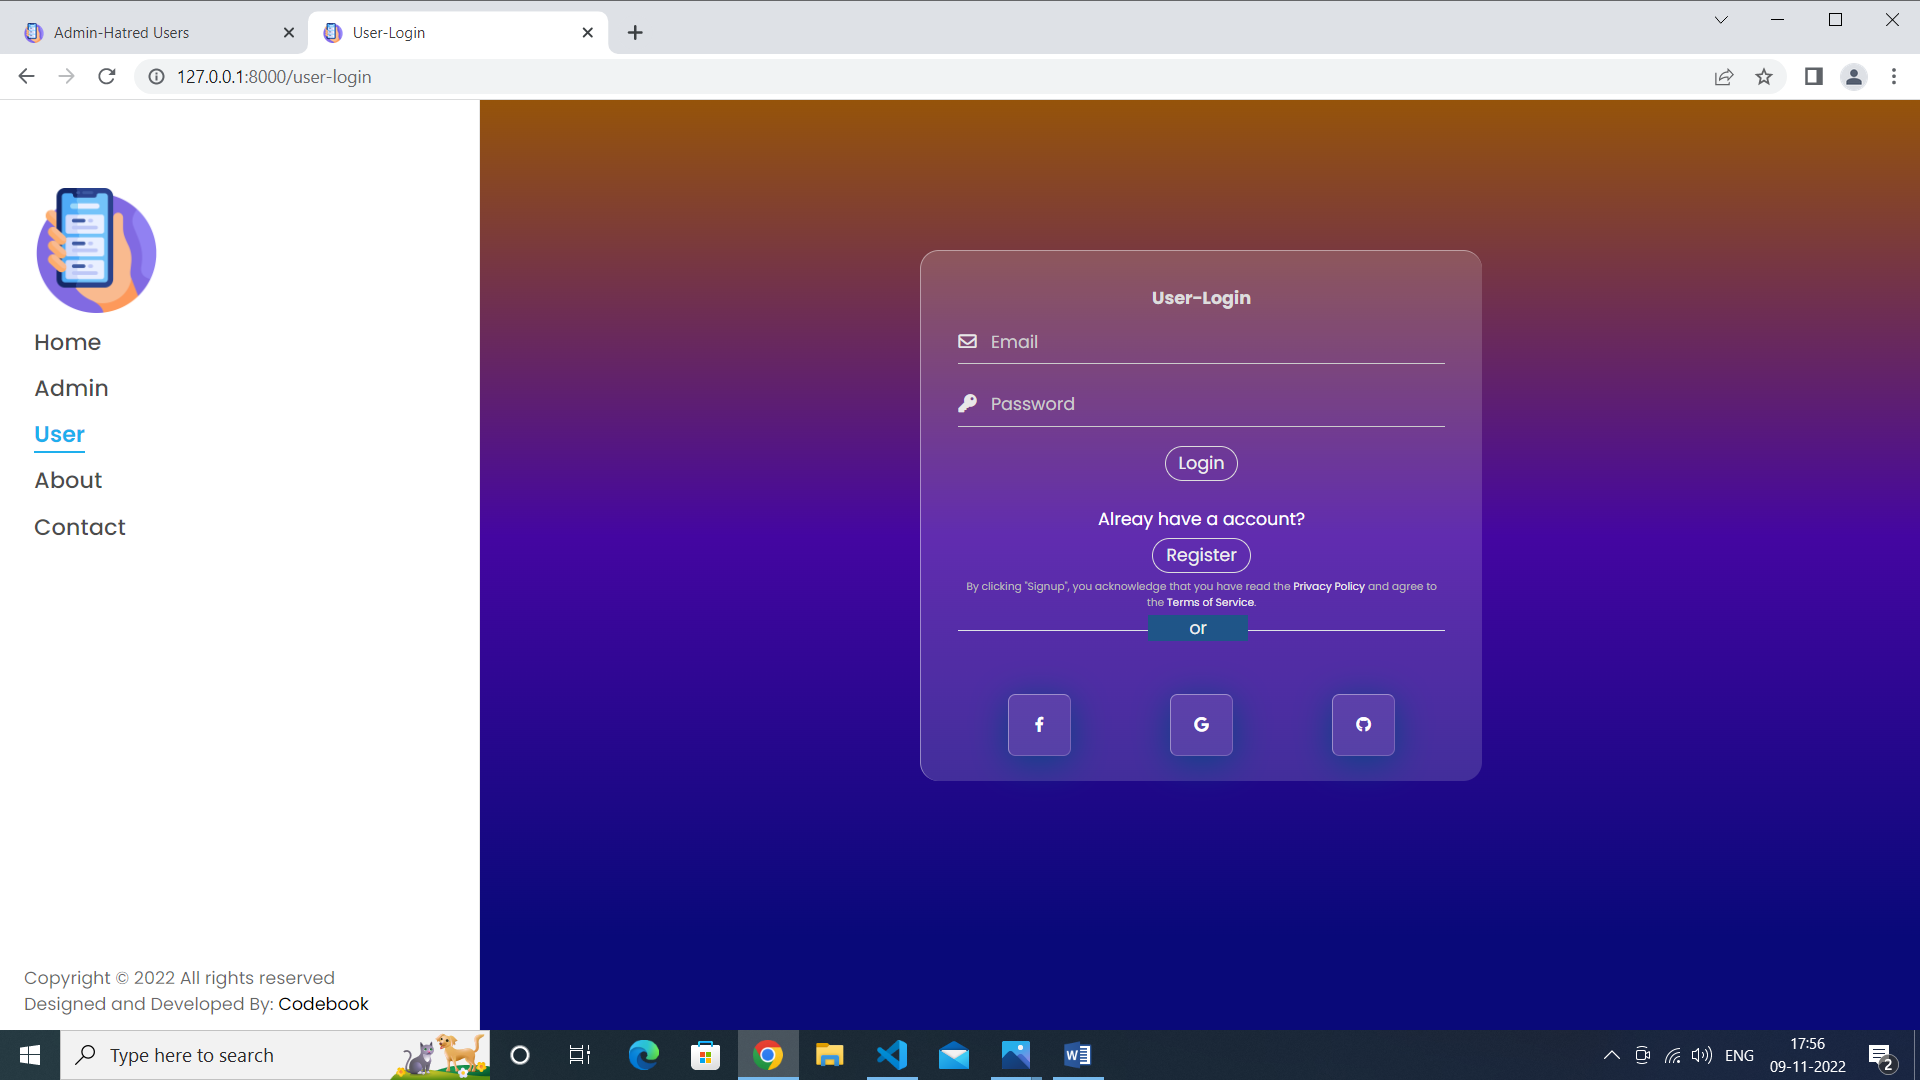 Admin-Hatred Users
User-Login
127.0.0.1:8000/user-login
Home
Admin
User
About
Contact
Copyright © 2022 All rights reserved
Designed and Developed By: Codebook
User-Login
Email
Password
Login
Alreay have a account?
Register
By clicking "Signup", you acknowledge that you have read the Privacy Policy and agree to
the Terms of Service.
or
Type here to search
ENG
17:56
09-11-2022
2